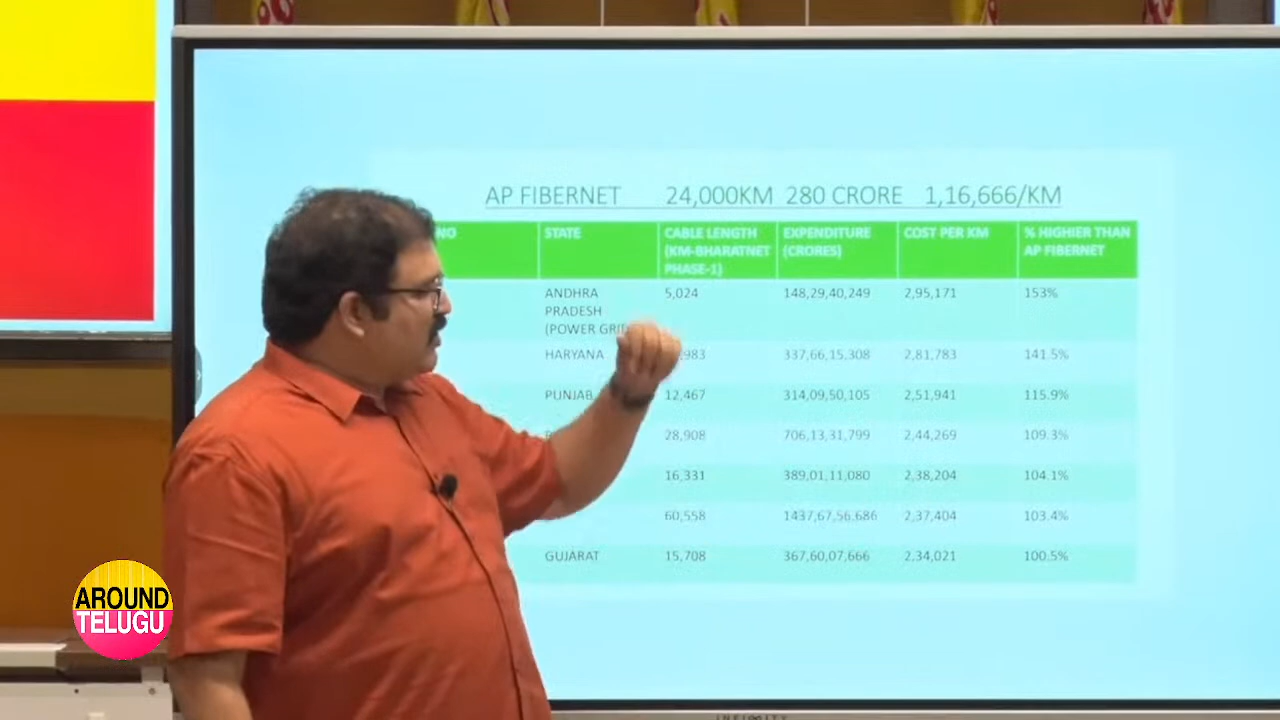 AP FIBERNET 24,000KM 280 CRORE 1,16,666/KM
NO STATE CABLE LENGTH EXPENDITURE COST PER KM % HIGHIER THAN
(KM-BHARATNET (CRORES) AP FIBERNET
PHASE-1)
ANDHRA 5,024 148,29,40,249 2,95,171 153%
PRADESH
(POWER GRID
HARYANA 983 337,66,15.308 2,81,783 141.5%
PUNJAB 12,467 314,09,50,105 2,51,941 115.9%
28,908 706,13,31,799 2,44,269 109.3%
16,331 389,01,11,080 2,38,204 104.1%
60,558 1437,67,56.686 2,37,404 103.4%
GUJARAT 15,708 367,60,07,666 2,34,021 100.5%
AROUND
TELUGU
INFINITY